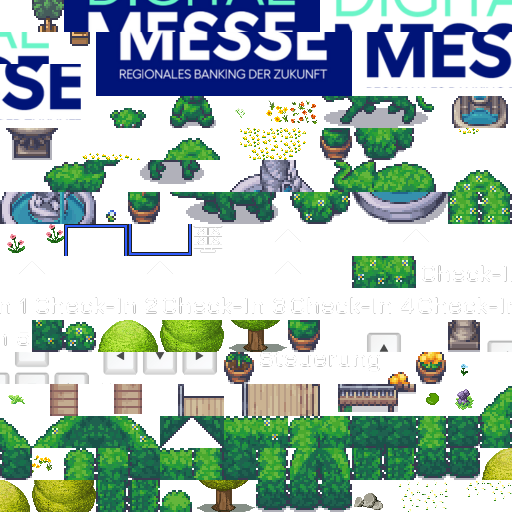 DIGITAL
MESSE
REGIONALES BANKING DER ZUKUNFT
MES
SE
Check-I
n 1 Check-In 2 Check-In 3 Check-In 4 Check-In
Steuerung